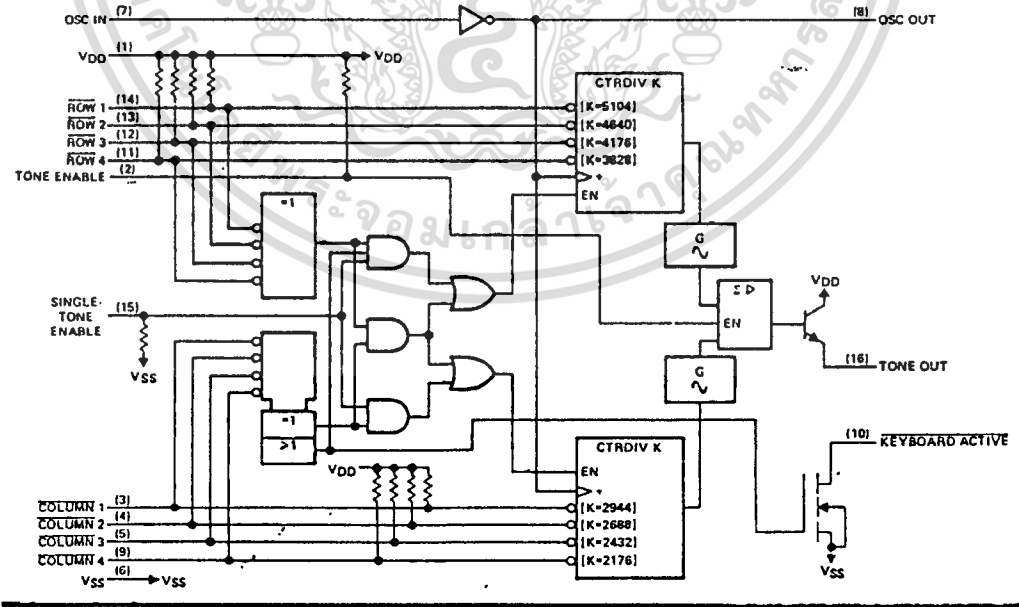 OSC IN (7)
(8) OSC OUT
VDD (1)
VDD
CTRDIV K
ROW 1 (14)
[K=5104]
ROW 2 (13)
[K=4640]
ROW 3 (12)
[K=4176]
ROW 4 (11)
[K=3828]
TONE ENABLE (2)
+
EN
=1
G
SINGLE-
TONE
ENABLE
(15)
VSS
ΣD
EN
VDD
(16) TONE OUT
G
=1
>1
VDD
CTRDIV K
EN
+
(10) KEYBOARD ACTIVE
COLUMN 1 (3)
[K=2944]
COLUMN 2 (4)
[K=2688]
COLUMN 3 (5)
[K=2432]
COLUMN 4 (9)
[K=2176]
VSS (6)
VSS
VSS